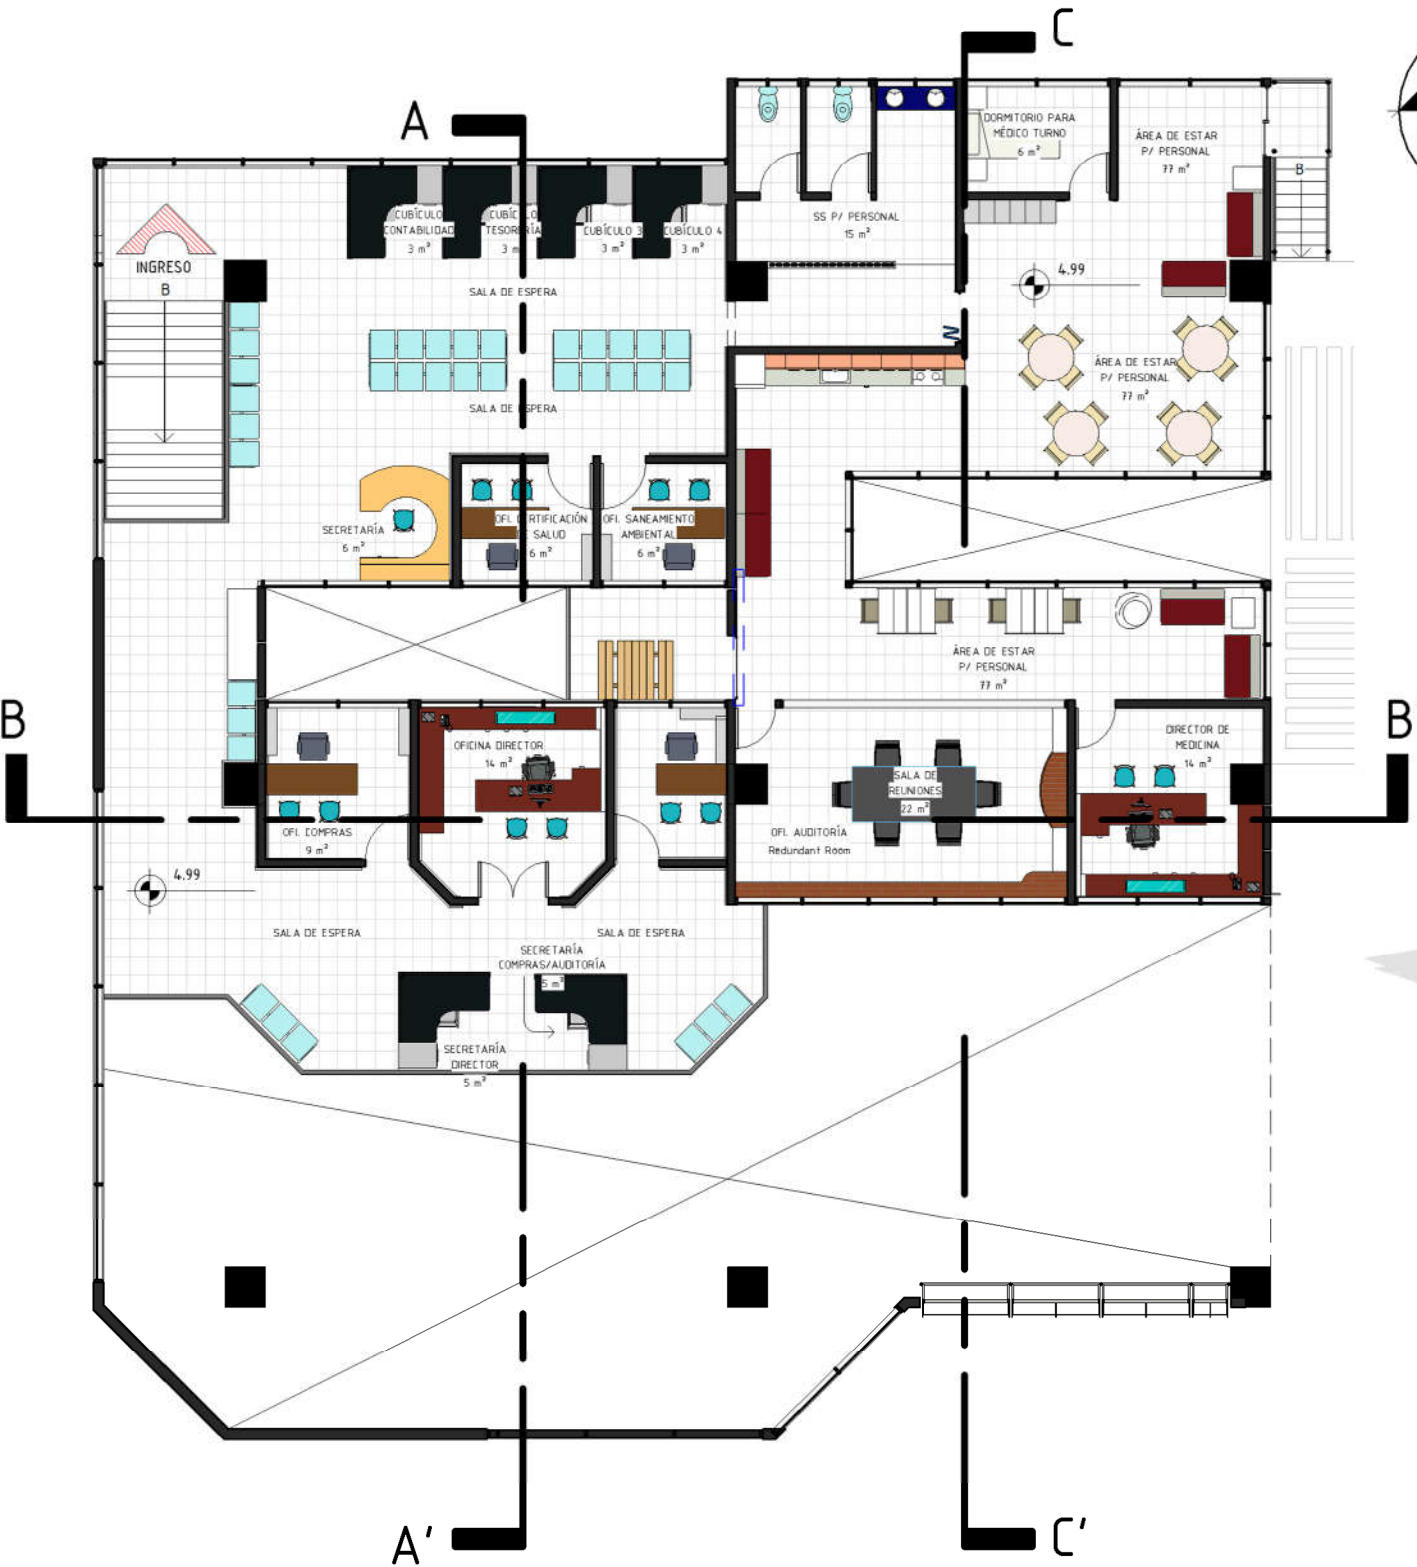 C
A
DORMITORIO PARA
MÉDICO TURNO
6 m²
ÁREA DE ESTAR
P/ PERSONAL
77 m²
B
CUBÍCULO
CONTABILIDAD
3 m²
CUBÍCULO
TESORERÍA
3 m²
CUBÍCULO 3
3 m²
CUBÍCULO 4
3 m²
SS P/ PERSONAL
15 m²
INGRESO
B
4.99
SALA DE ESPERA
ÁREA DE ESTAR
P/ PERSONAL
77 m²
SALA DE ESPERA
SECRETARÍA
6 m²
OFI. CERTIFICACIÓN
DE SALUD
6 m²
OFI. SANEAMIENTO
AMBIENTAL
6 m²
ÁREA DE ESTAR
P/ PERSONAL
77 m²
B
B
OFICINA DIRECTOR
14 m²
DIRECTOR DE
MEDICINA
14 m²
SALA DE
REUNIONES
22 m²
OFI. COMPRAS
9 m²
OFI. AUDITORÍA
Redundant Room
4.99
SALA DE ESPERA
SALA DE ESPERA
SECRETARÍA
COMPRAS/AUDITORÍA
5 m²
SECRETARÍA
DIRECTOR
5 m²
A'
C'